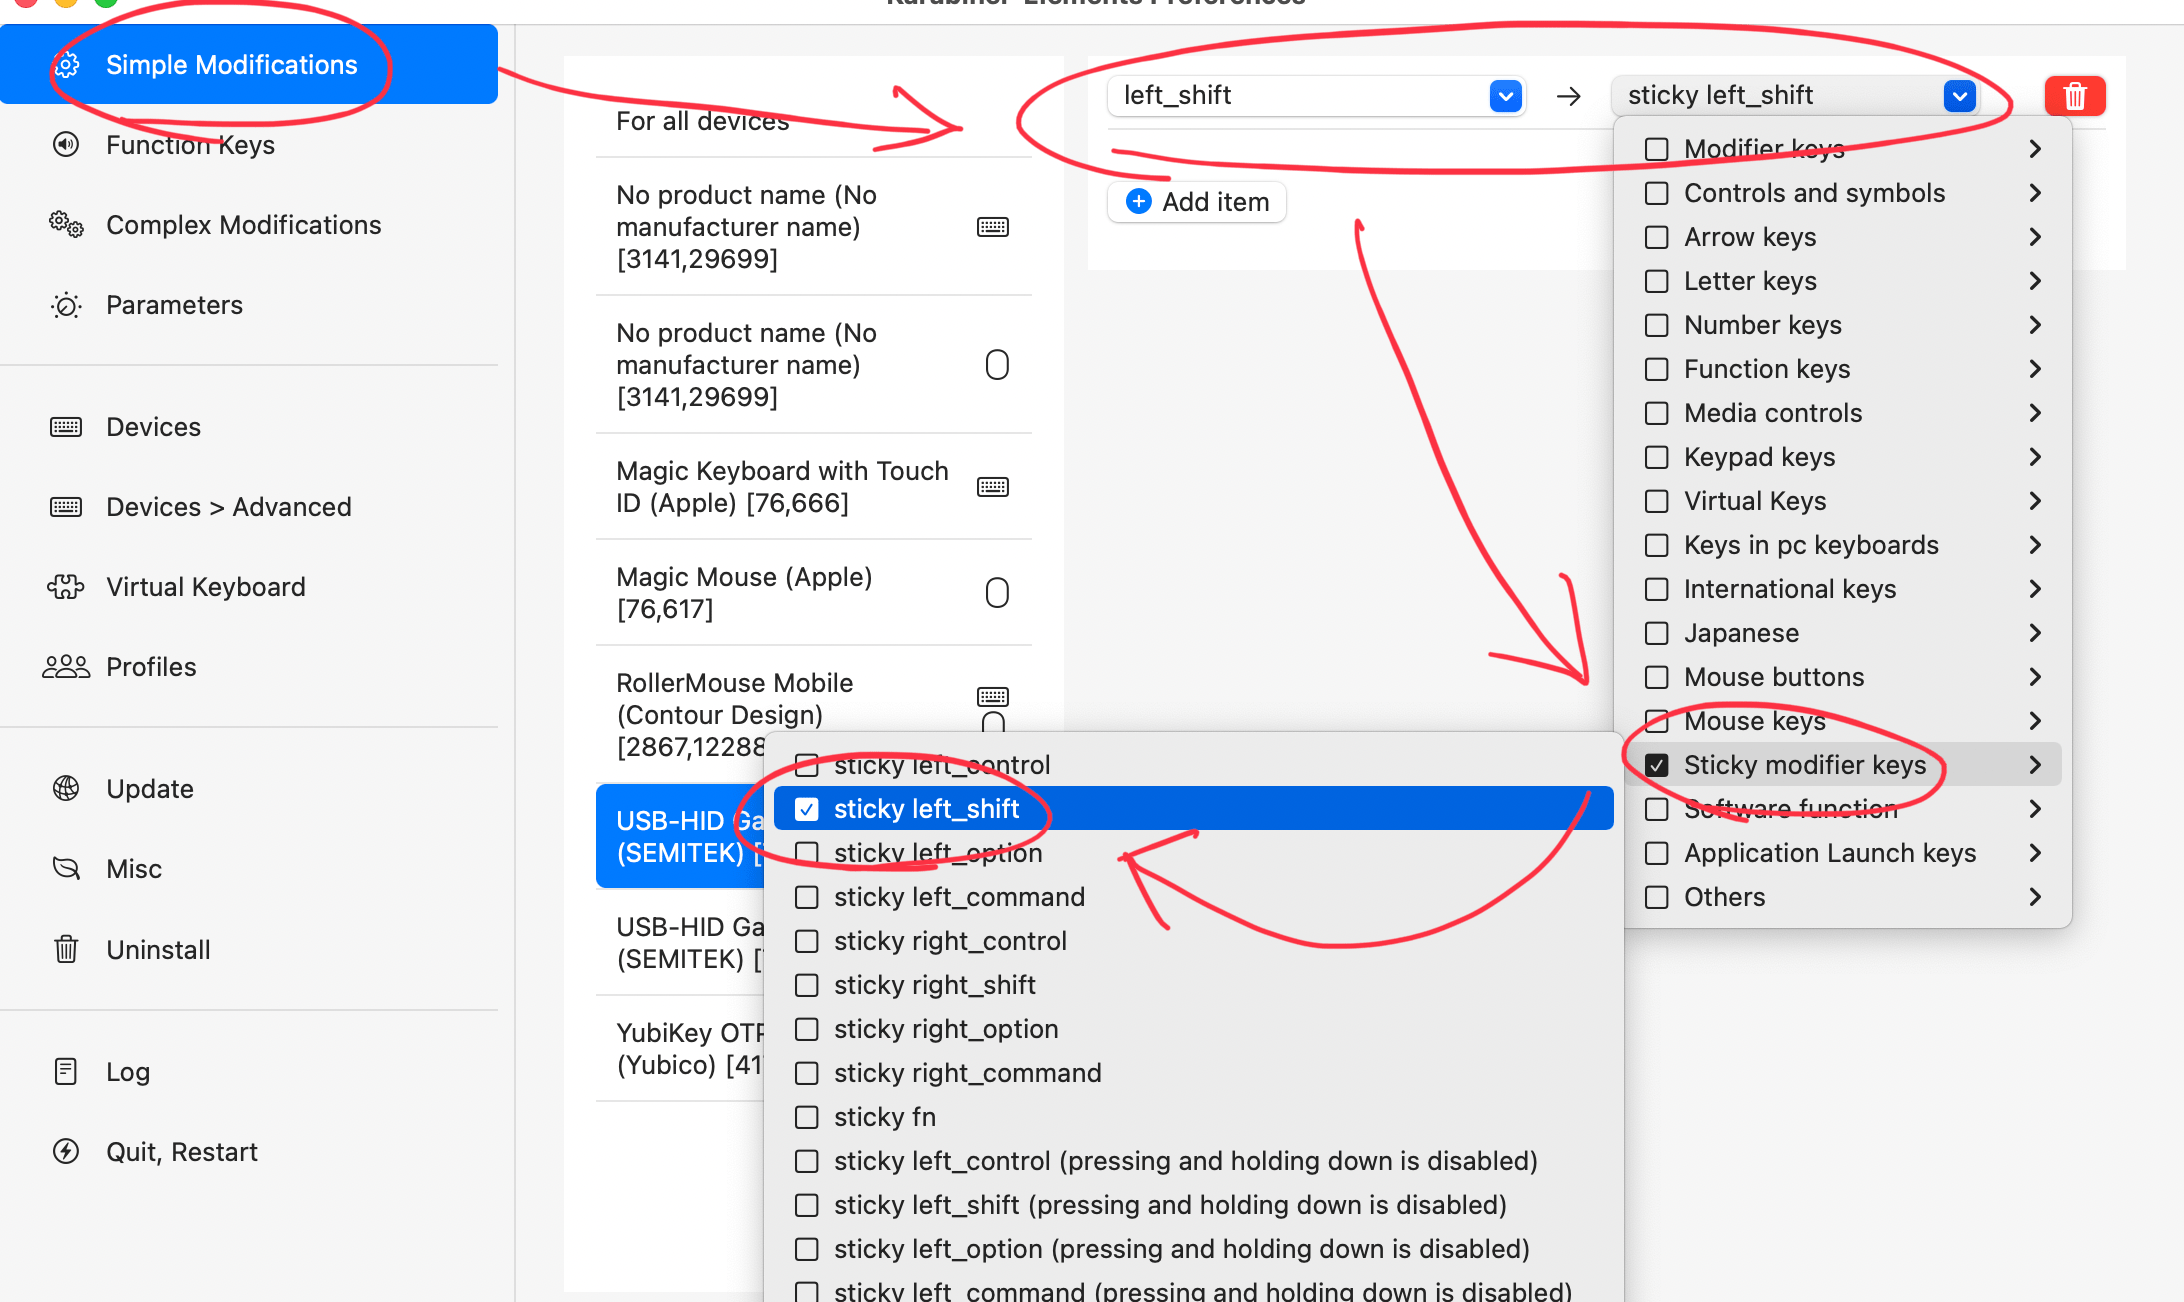 Karabiner-Elements Preferences
Simple Modifications
Function Keys
Complex Modifications
Parameters
Devices
Devices > Advanced
Virtual Keyboard
Profiles
Update
Misc
Uninstall
Log
Quit, Restart
For all devices
No product name (No
manufacturer name)
[3141,29699]
No product name (No
manufacturer name)
[3141,29699]
Magic Keyboard with Touch
ID (Apple) [76,666]
Magic Mouse (Apple)
[76,617]
RollerMouse Mobile
(Contour Design)
[2867,12288
USB-HID Ga
(SEMITEK) [
USB-HID Ga
(SEMITEK) [
YubiKey OTP
(Yubico) [41
left_shift → sticky left_shift
Add item
Modifier keys
Controls and symbols
Arrow keys
Letter keys
Number keys
Function keys
Media controls
Keypad keys
Virtual Keys
Keys in pc keyboards
International keys
Japanese
Mouse buttons
Mouse keys
Sticky modifier keys
Software function
Application Launch keys
Others
sticky left_control
sticky left_shift
sticky left_option
sticky left_command
sticky right_control
sticky right_shift
sticky right_option
sticky right_command
sticky fn
sticky left_control (pressing and holding down is disabled)
sticky left_shift (pressing and holding down is disabled)
sticky left_option (pressing and holding down is disabled)
sticky left_command (pressing and holding down is disabled)